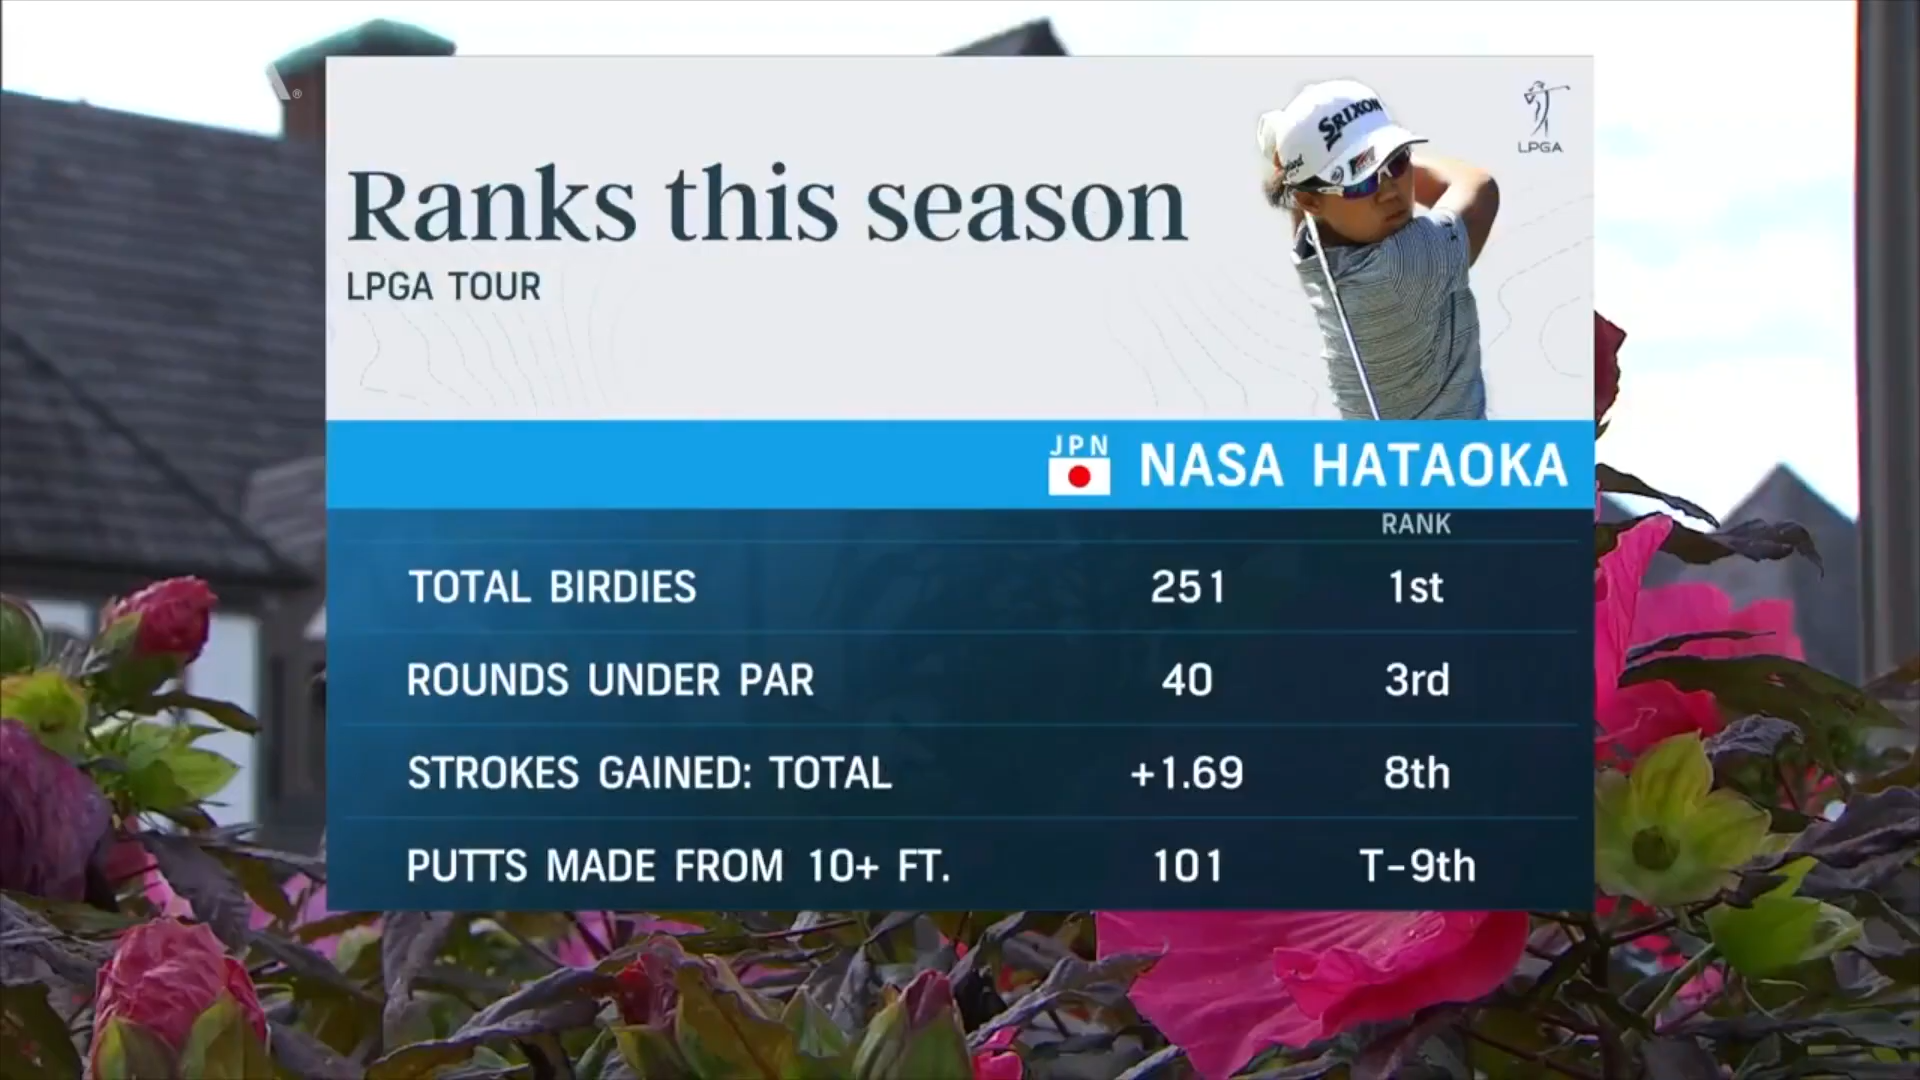 Ranks this season
LPGA TOUR
SRIXON
LPGA
JPN NASA HATAOKA
RANK
TOTAL BIRDIES 251 1st
ROUNDS UNDER PAR 40 3rd
STROKES GAINED: TOTAL +1.69 8th
PUTTS MADE FROM 10+ FT. 101 T-9th
®